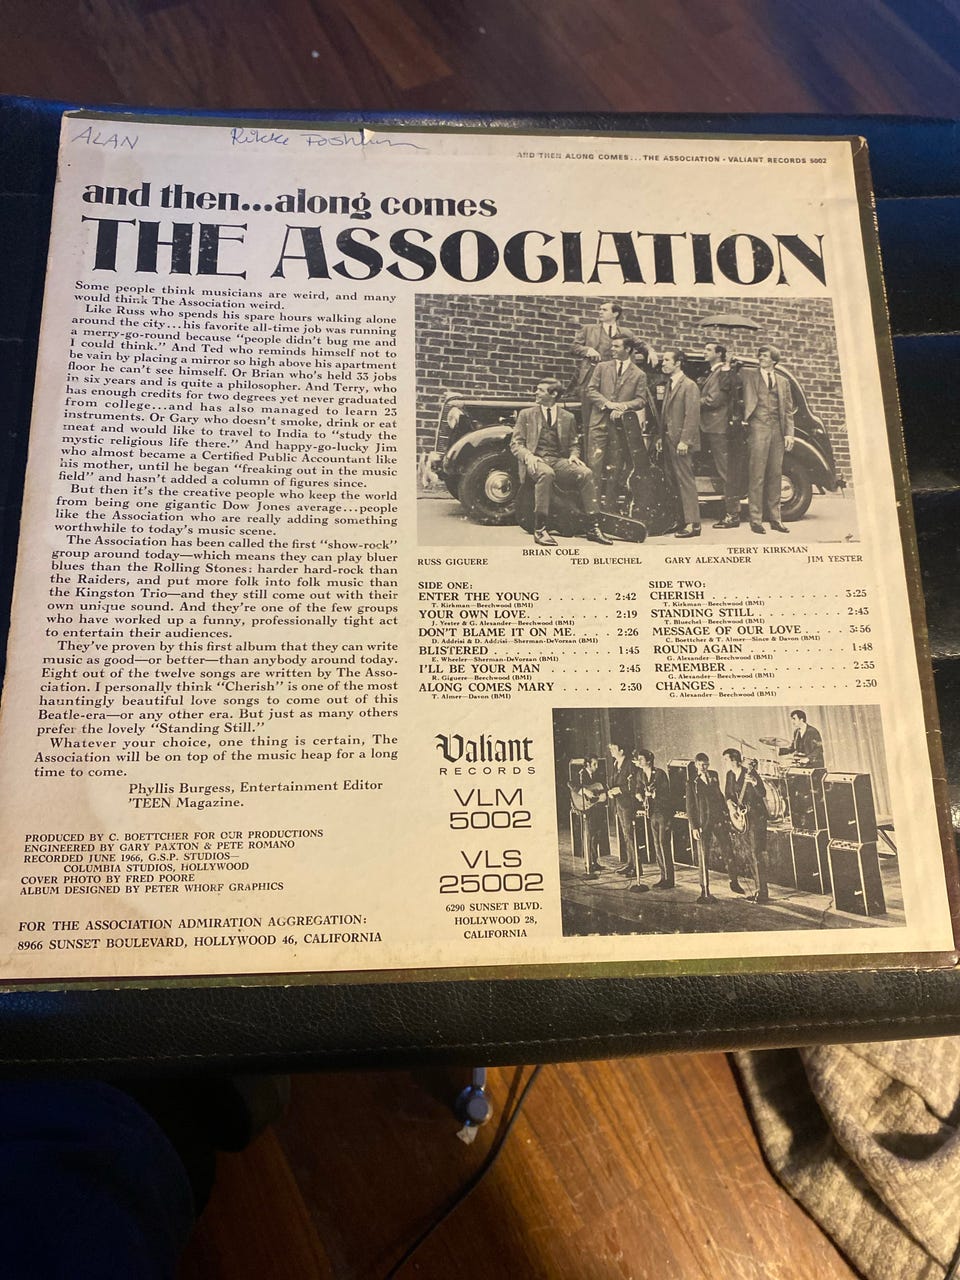 ALAN
AND THEN ALONG COMES...THE ASSOCIATION • VALIANT RECORDS 5002
and then...along comes
THE ASSOCIATION
Some people think musicians are weird, and many
would think The Association weird.
Like Russ who spends his spare hours walking alone
around the city...his favorite all-time job was running
a merry-go-round because “people didn't bug me and
I could think.” And Ted who reminds himself not to
be vain by placing a mirror so high above his apartment
floor he can't see himself. Or Brian who's held 33 jobs
in six years and is quite a philosopher. And Terry, who
has enough credits for two degrees yet never graduated
from college...and has also managed to learn 23
instruments. Or Gary who doesn't smoke, drink or eat
meat and would like to travel to India to “study the
mystic religious life there.” And happy-go-lucky Jim
who almost became a Certified Public Accountant like
his mother, until he began “freaking out in the music
field” and hasn't added a column of figures since.
But then it's the creative people who keep the world
from being one gigantic Dow Jones average...people
like the Association who are really adding something
worthwhile to today's music scene.
The Association has been called the first “show-rock”
group around today—which means they can play bluer
blues than the Rolling Stones: harder hard-rock than
the Raiders, and put more folk into folk music than
the Kingston Trio—and they still come out with their
own unique sound. And they're one of the few groups
who have worked up a funny, professionally tight act
to entertain their audiences.
They've proven by this first album that they can write
music as good—or better—than anybody around today.
Eight out of the twelve songs are written by The Asso-
ciation. I personally think “Cherish” is one of the most
hauntingly beautiful love songs to come out of this
Beatle-era—or any other era. But just as many others
prefer the lovely “Standing Still.”
Whatever your choice, one thing is certain, The
Association will be on top of the music heap for a long
time to come.
Phyllis Burgess, Entertainment Editor
'TEEN Magazine.
PRODUCED BY C. BOETTCHER FOR OUR PRODUCTIONS
ENGINEERED BY GARY PAXTON & PETE ROMANO
RECORDED JUNE 1966, G.S.P. STUDIOS—
COLUMBIA STUDIOS, HOLLYWOOD
COVER PHOTO BY FRED POORE
ALBUM DESIGNED BY PETER WHORF GRAPHICS
FOR THE ASSOCIATION ADMIRATION AGGREGATION:
8966 SUNSET BOULEVARD, HOLLYWOOD 46, CALIFORNIA
BRIAN COLE TERRY KIRKMAN
RUSS GIGUERE TED BLUECHEL GARY ALEXANDER JIM YESTER
SIDE ONE:
ENTER THE YOUNG . . . . . . . 2:42
T. Kirkman—Beechwood (BMI)
YOUR OWN LOVE. . . . . . . . . 2:19
J. Yester & G. Alexander—Beechwood (BMI)
DON'T BLAME IT ON ME. . . . . 2:26
D. Addrisi & D. Addrisi—Sherman-DeVorzan (BMI)
BLISTERED . . . . . . . . . . . 1:45
E. Wheeler—Sherman-DeVorzan (BMI)
I'LL BE YOUR MAN . . . . . . . 2:45
R. Giguere—Beechwood (BMI)
ALONG COMES MARY . . . . . 2:30
T. Almer—Davon (BMI)
SIDE TWO:
CHERISH . . . . . . . . . . . . 3:25
T. Kirkman—Beechwood (BMI)
STANDING STILL. . . . . . . . . 2:43
T. Bluechel—Beechwood (BMI)
MESSAGE OF OUR LOVE . . . . 3:56
C. Boettcher & T. Almer—Since & Davon (BMI)
ROUND AGAIN . . . . . . . . . 1:48
G. Alexander—Beechwood (BMI)
REMEMBER . . . . . . . . . . . 2:35
G. Alexander—Beechwood (BMI)
CHANGES . . . . . . . . . . . . 2:30
G. Alexander—Beechwood (BMI)
Valiant
RECORDS
VLM
5002
VLS
25002
6290 SUNSET BLVD.
HOLLYWOOD 28,
CALIFORNIA